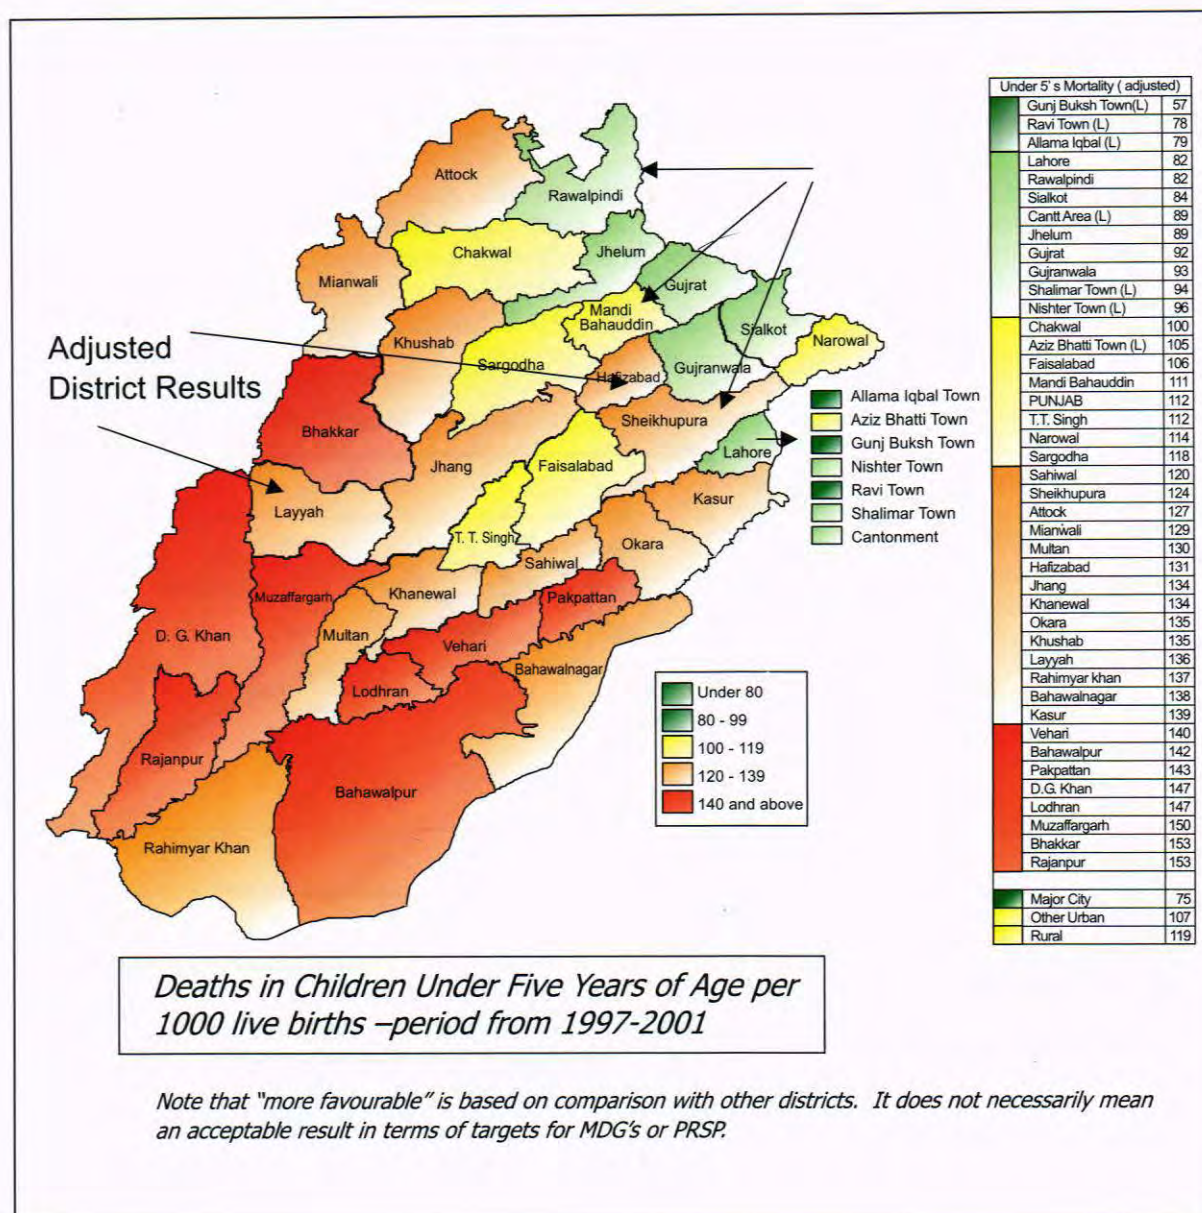 Attock
Rawalpindi
Chakwal
Jhelum
Mianwali
Gujrat
Mandi
Bahauddin
Sialkot
Khushab
Narowal
Sargodha
Hafizabad
Gujranwala
Adjusted
District Results
Bhakkar
Sheikhupura
Lahore
Jhang
Faisalabad
Layyah
Kasur
T. T. Singh
Okara
Sahiwal
Muzaffargarh
Khanewal
Pakpattan
D. G. Khan
Multan
Vehari
Bahawalnagar
Lodhran
Rajanpur
Bahawalpur
Rahimyar Khan
Allama Iqbal Town
Aziz Bhatti Town
Gunj Buksh Town
Nishter Town
Ravi Town
Shalimar Town
Cantonment
Under 80
80 - 99
100 - 119
120 - 139
140 and above
Under 5' s Mortality ( adjusted)
Gunj Buksh Town(L) 57
Ravi Town (L) 78
Allama Iqbal (L) 79
Lahore 82
Rawalpindi 82
Sialkot 84
Cantt Area (L) 89
Jhelum 89
Gujrat 92
Gujranwala 93
Shalimar Town (L) 94
Nishter Town (L) 96
Chakwal 100
Aziz Bhatti Town (L) 105
Faisalabad 106
Mandi Bahauddin 111
PUNJAB 112
T.T. Singh 112
Narowal 114
Sargodha 118
Sahiwal 120
Sheikhupura 124
Attock 127
Mianwali 129
Multan 130
Hafizabad 131
Jhang 134
Khanewal 134
Okara 135
Khushab 135
Layyah 136
Rahimyar khan 137
Bahawalnagar 138
Kasur 139
Vehari 140
Bahawalpur 142
Pakpattan 143
D.G. Khan 147
Lodhran 147
Muzaffargarh 150
Bhakkar 153
Rajanpur 153
Major City 75
Other Urban 107
Rural 119
Deaths in Children Under Five Years of Age per
1000 live births –period from 1997-2001
Note that "more favourable" is based on comparison with other districts. It does not necessarily mean
an acceptable result in terms of targets for MDG's or PRSP.